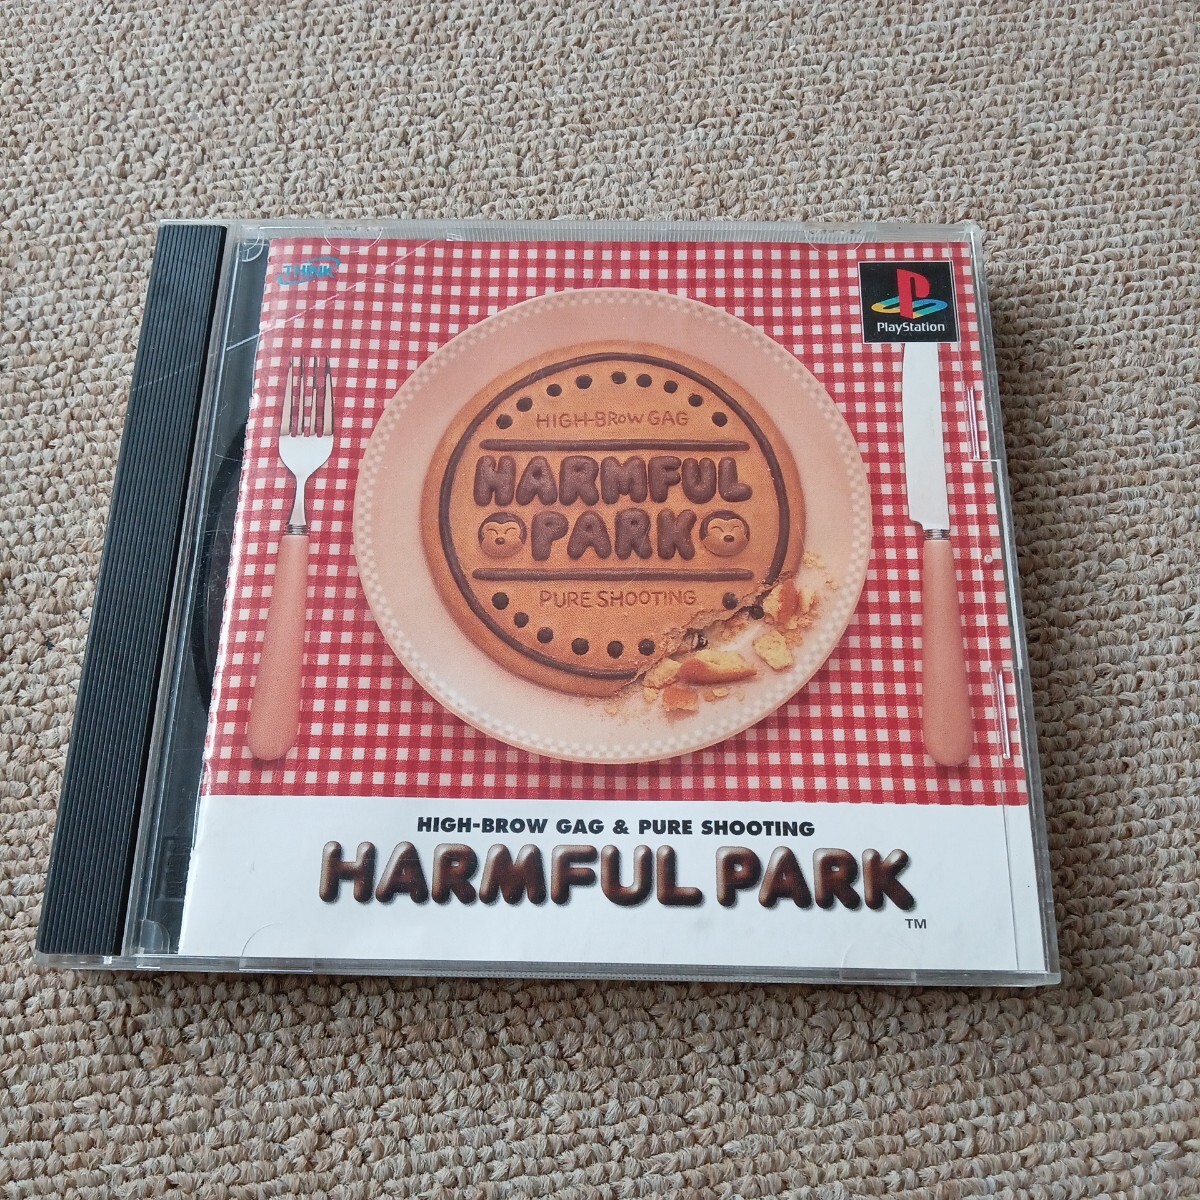 THINK
PlayStation
HIGH-BROW GAG
HARMFUL
PARK
PURE SHOOTING
HIGH-BROW GAG & PURE SHOOTING
HARMFUL PARK
TM